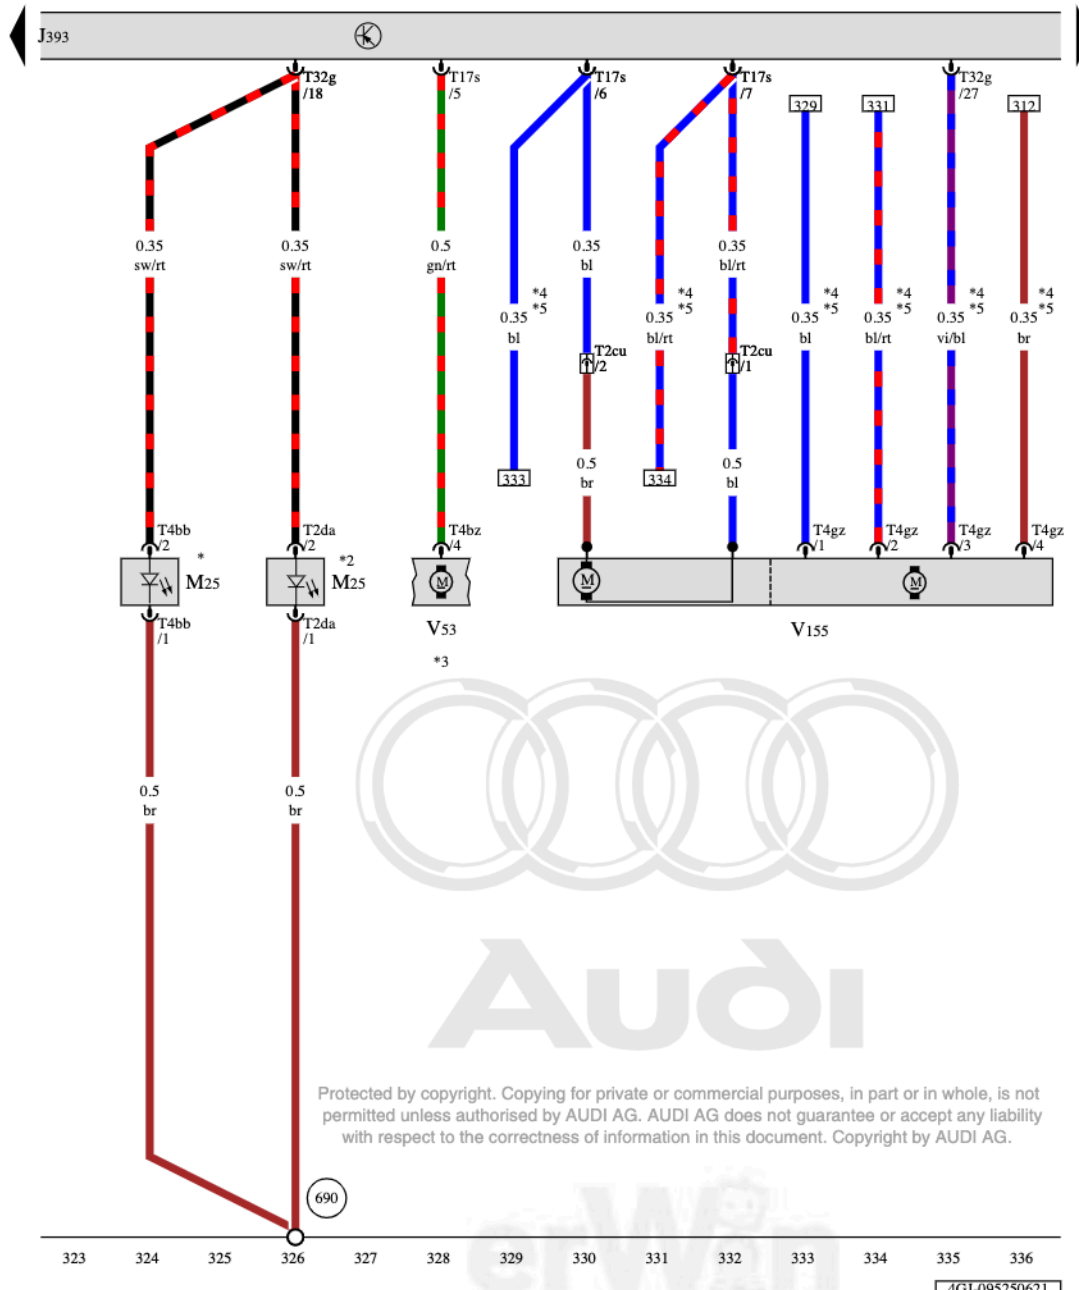 J393
T32g
/18
T17s
/5
T17s
/6
T17s
/7
T32g
/27
329
331
312
0.35
sw/rt
0.35
sw/rt
0.5
gn/rt
0.35
bl
0.35
bl/rt
*4
*5
0.35
bl
*4
*5
0.35
bl/rt
*4
*5
0.35
bl
*4
*5
0.35
bl/rt
*4
*5
0.35
vi/bl
*4
*5
0.35
br
T2cu
/2
T2cu
/1
333
0.5
br
334
0.5
bl
T4bb
/2
T2da
/2
T4bz
/4
T4gz
/1
T4gz
/2
T4gz
/3
T4gz
/4
*
M25
*2
M25
M
M
M
T4bb
/1
T2da
/1
V53
*3
V155
0.5
br
0.5
br
Audi
Protected by copyright. Copying for private or commercial purposes, in part or in whole, is not
permitted unless authorised by AUDI AG. AUDI AG does not guarantee or accept any liability
with respect to the correctness of information in this document. Copyright by AUDI AG.
690
erWin
323 324 325 326 327 328 329 330 331 332 333 334 335 336
4GL-095250621